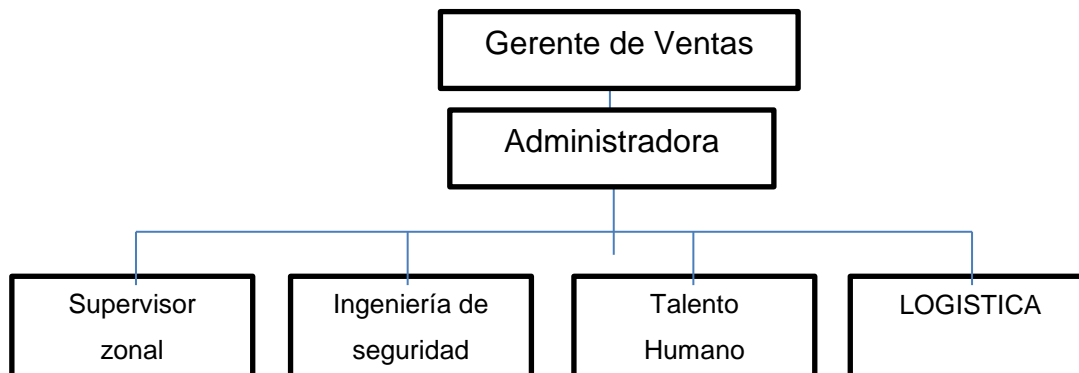 Gerente de Ventas
Administradora
Supervisor
zonal
Ingeniería de
seguridad
Talento
Humano
LOGISTICA